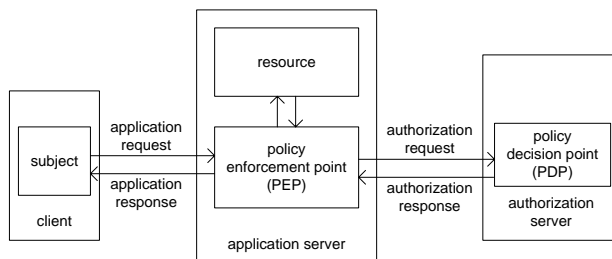 resource
subject
client
application
request
application
response
policy
enforcement point
(PEP)
application server
authorization
request
authorization
response
policy
decision point
(PDP)
authorization
server